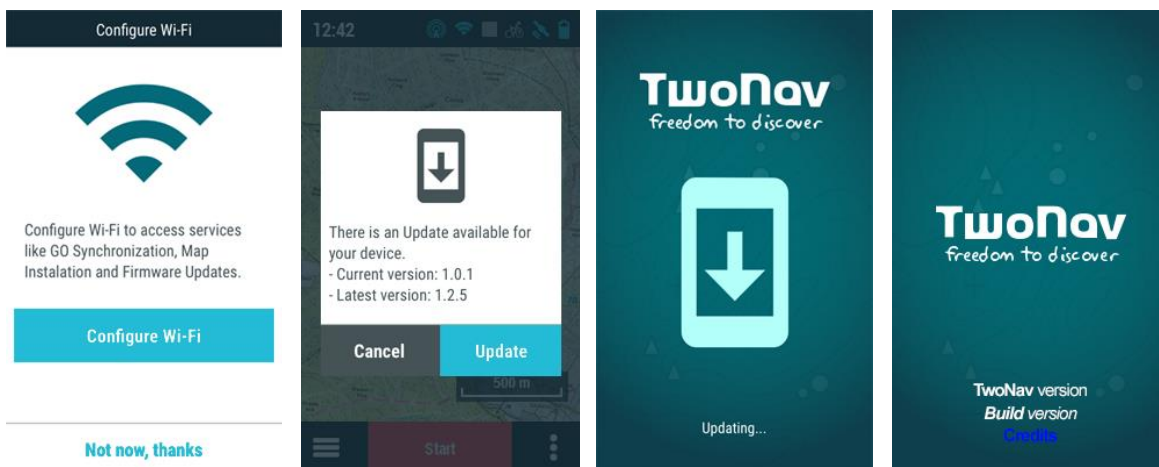 Configure Wi-Fi
Configure Wi-Fi to access services
like GO Synchronization, Map
Instalation and Firmware Updates.
Configure Wi-Fi
Not now, thanks
12:42
There is an Update available for
your device.
- Current version: 1.0.1
- Latest version: 1.2.5
Cancel
Update
500 m
Start
TwoNav
freedom to discover
Updating...
TwoNav
freedom to discover
TwoNav version
Build version
Credits